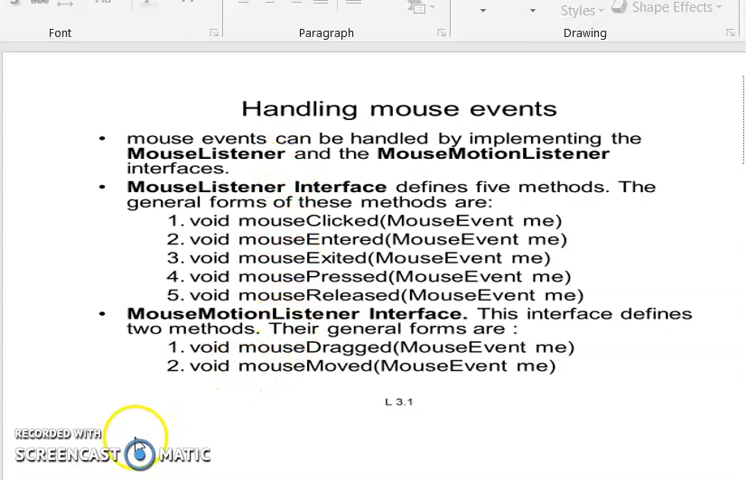 Styles
Shape Effects
Font
Paragraph
Drawing
Handling mouse events
• mouse events can be handled by implementing the
MouseListener and the MouseMotionListener
interfaces.
• MouseListener Interface defines five methods. The
general forms of these methods are:
1. void mouseClicked(MouseEvent me)
2. void mouseEntered(MouseEvent me)
3. void mouseExited(MouseEvent me)
4. void mousePressed(MouseEvent me)
5. void mouseReleased(MouseEvent me)
• MouseMotionListener Interface. This interface defines
two methods. Their general forms are :
1. void mouseDragged(MouseEvent me)
2. void mouseMoved(MouseEvent me)
L 3.1
RECORDED WITH
SCREENCAST MATIC